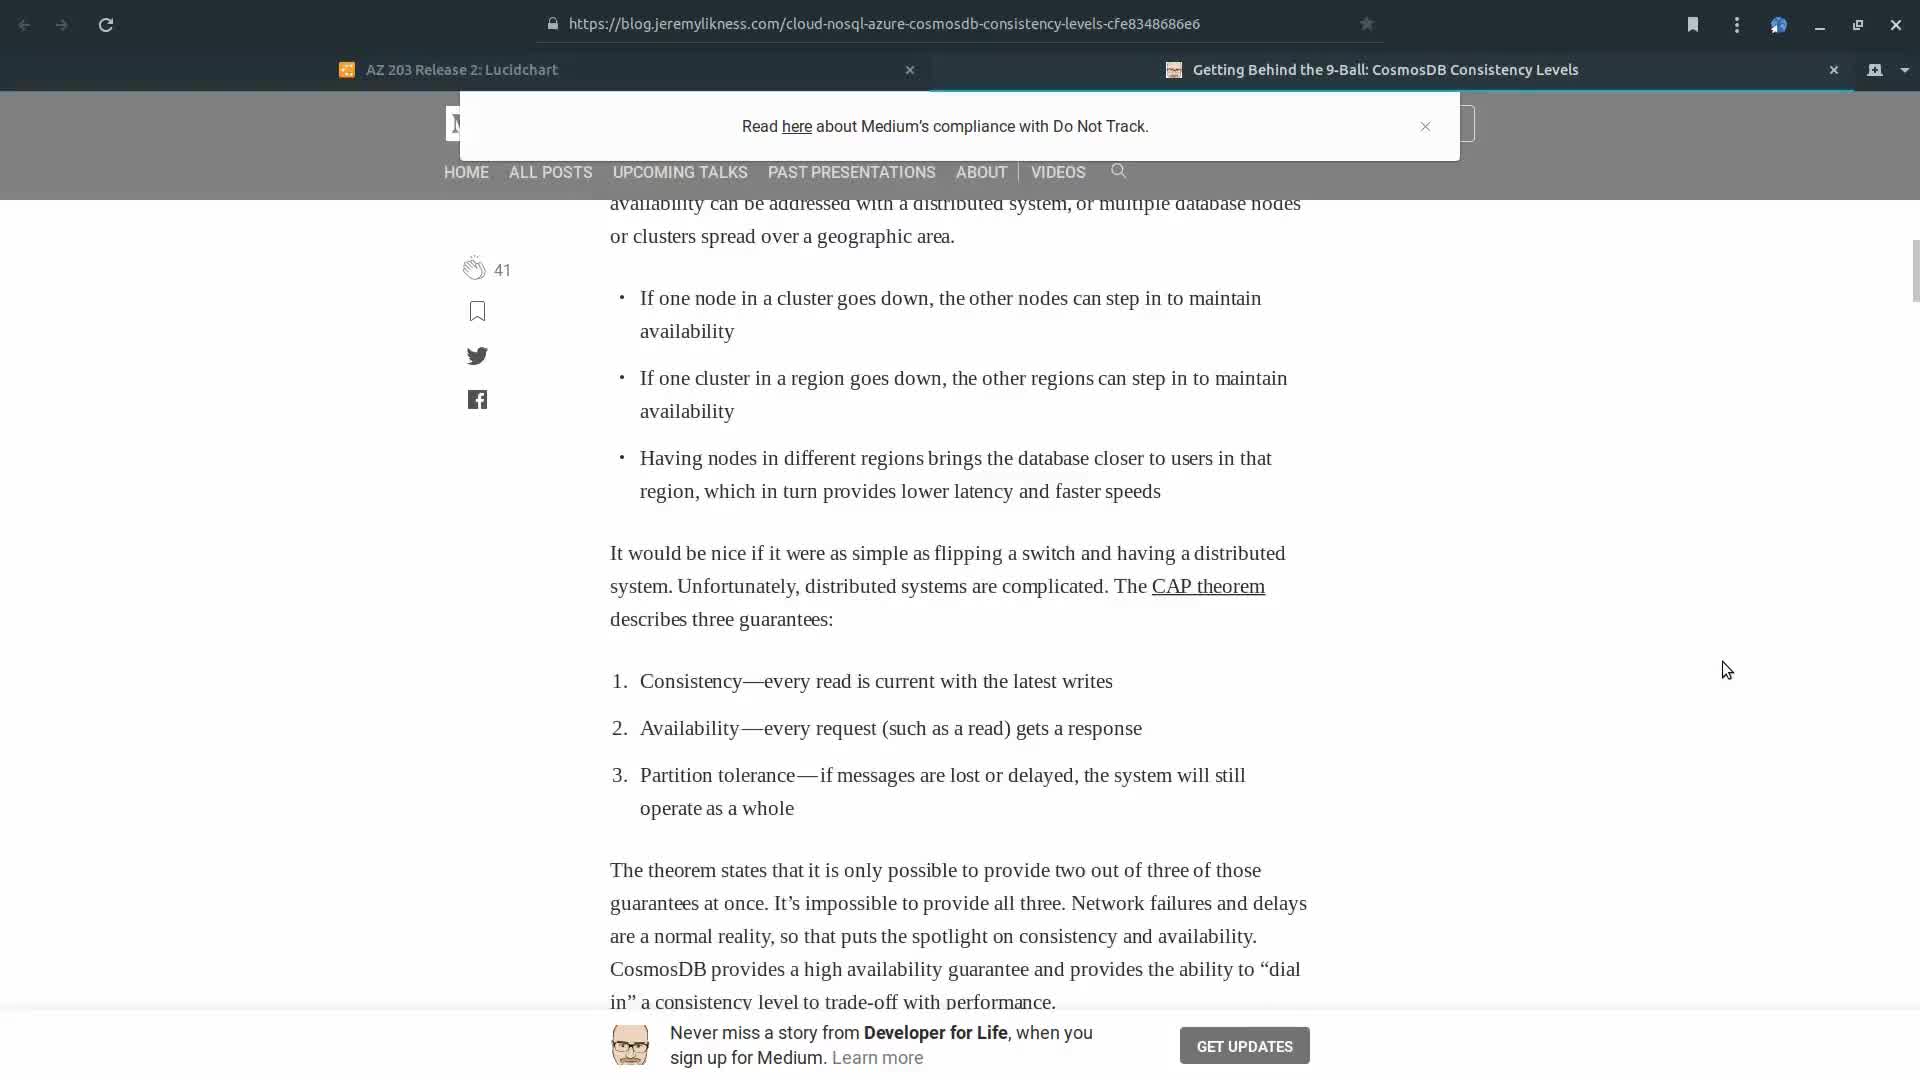 https://blog.jeremylikness.com/cloud-nosql-azure-cosmosdb-consistency-levels-cfe8348686e6
AZ 203 Release 2: Lucidchart
Getting Behind the 9-Ball: CosmosDB Consistency Levels
Read here about Medium’s compliance with Do Not Track.
HOME ALL POSTS UPCOMING TALKS PAST PRESENTATIONS ABOUT VIDEOS
availability can be addressed with a distributed system, or multiple database nodes
or clusters spread over a geographic area.
41
• If one node in a cluster goes down, the other nodes can step in to maintain
availability
• If one cluster in a region goes down, the other regions can step in to maintain
availability
• Having nodes in different regions brings the database closer to users in that
region, which in turn provides lower latency and faster speeds
It would be nice if it were as simple as flipping a switch and having a distributed
system. Unfortunately, distributed systems are complicated. The CAP theorem
describes three guarantees:
1. Consistency—every read is current with the latest writes
2. Availability—every request (such as a read) gets a response
3. Partition tolerance—if messages are lost or delayed, the system will still
operate as a whole
The theorem states that it is only possible to provide two out of three of those
guarantees at once. It’s impossible to provide all three. Network failures and delays
are a normal reality, so that puts the spotlight on consistency and availability.
CosmosDB provides a high availability guarantee and provides the ability to “dial
in” a consistency level to trade-off with performance.
Never miss a story from Developer for Life, when you
sign up for Medium. Learn more
GET UPDATES